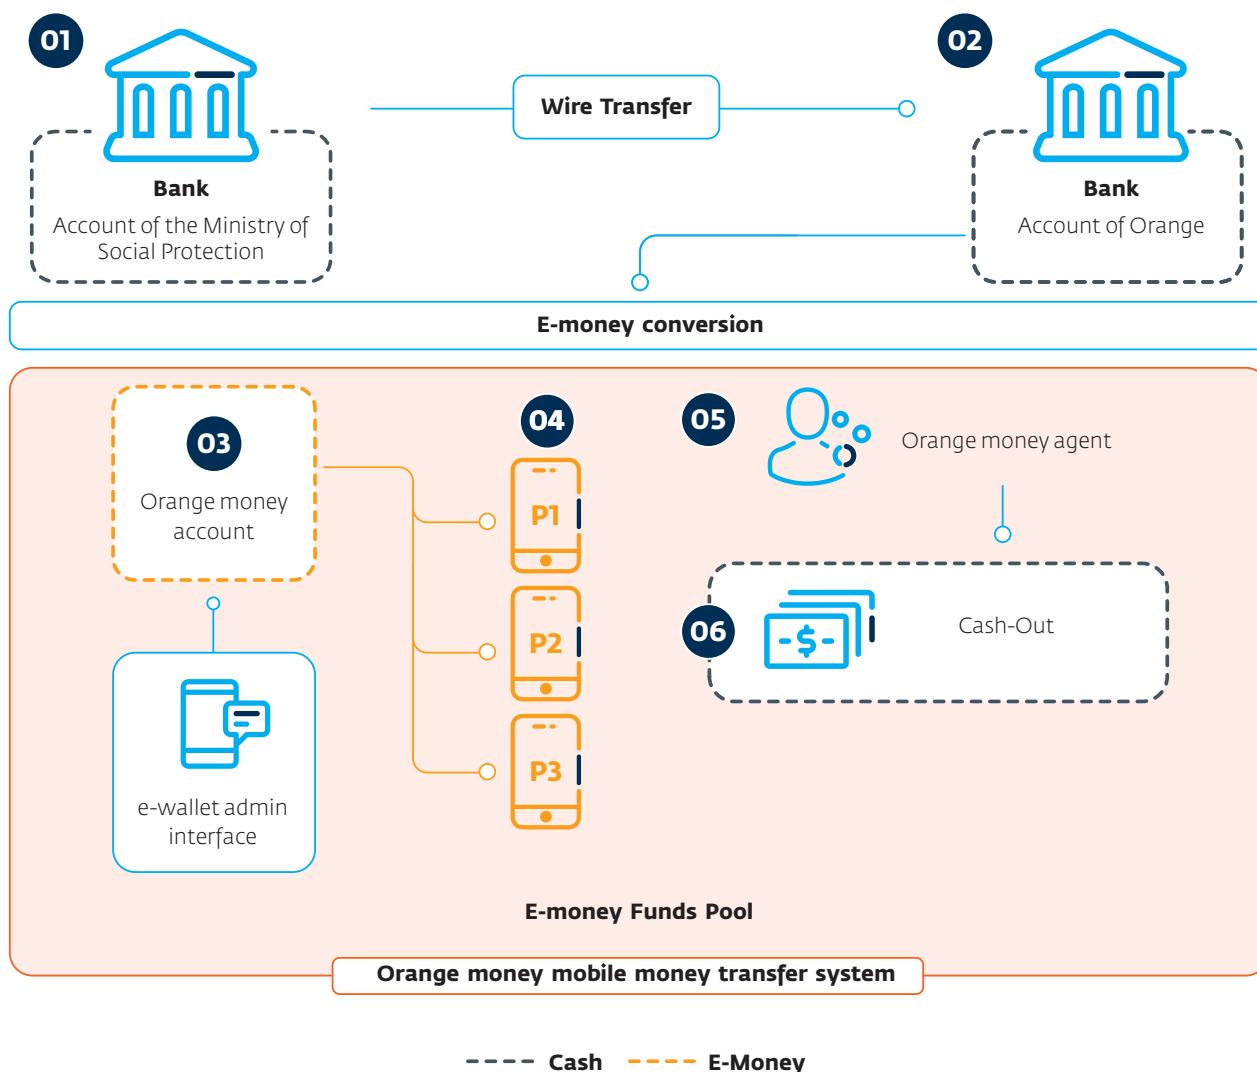 01
02
Wire Transfer
Bank
Account of the Ministry of
Social Protection
Bank
Account of Orange
E-money conversion
03
Orange money
account
04
P1
P2
P3
05
Orange money agent
06
$
Cash-Out
e-wallet admin
interface
E-money Funds Pool
Orange money mobile money transfer system
Cash
E-Money